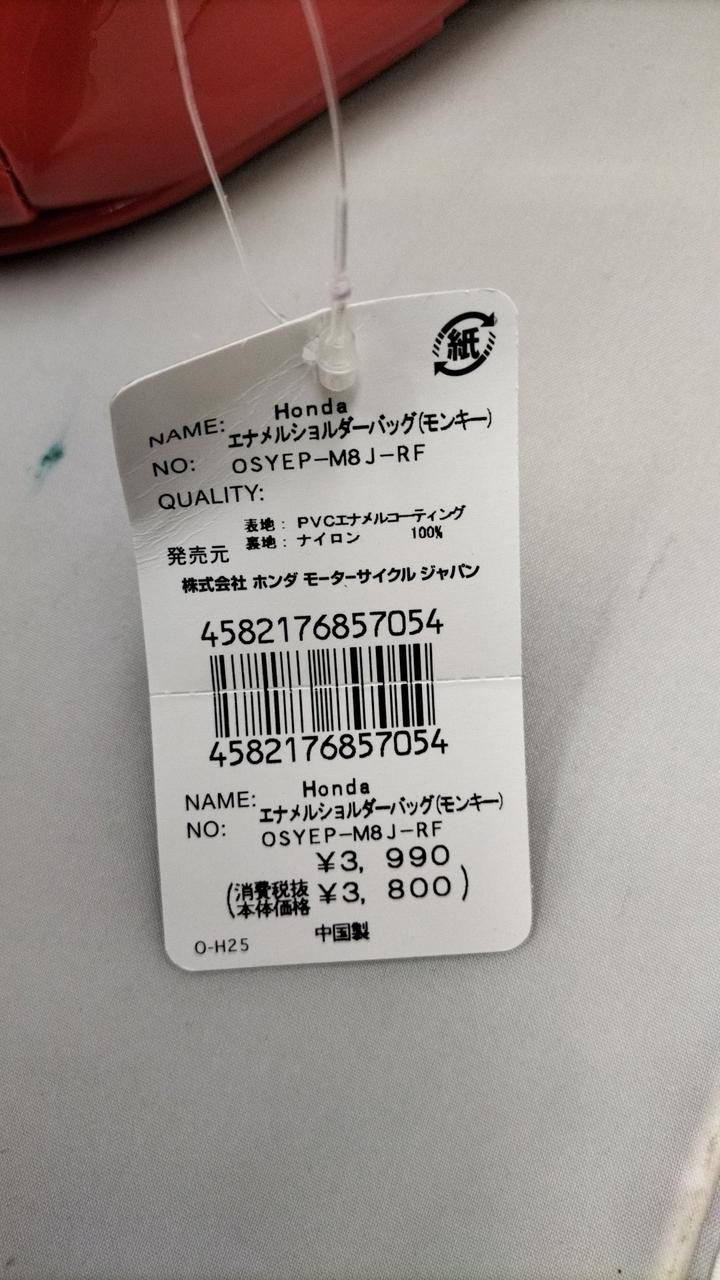 紙
Honda
NAME: エナメルショルダーバッグ(モンキー)
NO: OSYEP-M8J-RF
QUALITY:
表地: PVCエナメルコーティング
裏地: ナイロン 100%
発売元
株式会社 ホンダ モーターサイクル ジャパン
4582176857054
4582176857054
Honda
NAME: エナメルショルダーバッグ(モンキー)
NO: OSYEP-M8J-RF
¥3, 990
(消費税抜本体価格 ¥3, 800)
中国製
O-H25